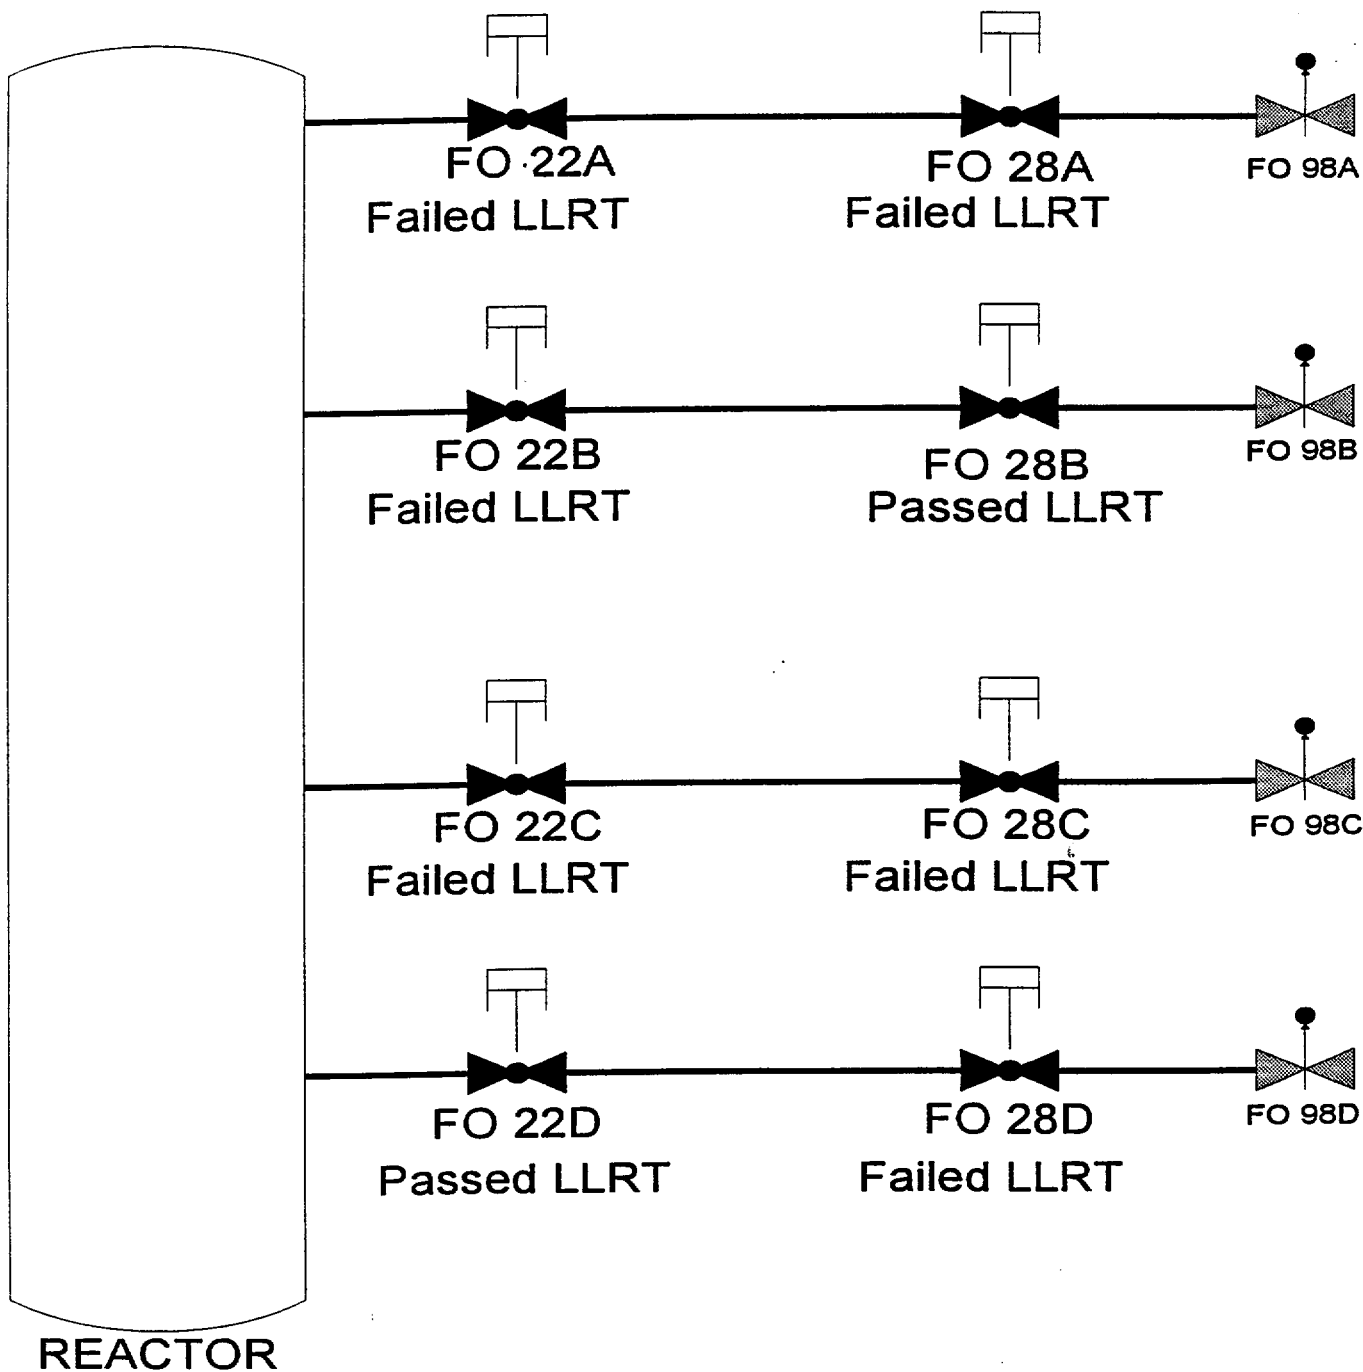 FO 22A
FO 28A
FO 98A
Failed LLRT
Failed LLRT
FO 22B
FO 28B
FO 98B
Failed LLRT
Passed LLRT
FO 22C
FO 28C
FO 98C
Failed LLRT
Failed LLRT
FO 22D
FO 28D
FO 98D
Passed LLRT
Failed LLRT
REACTOR